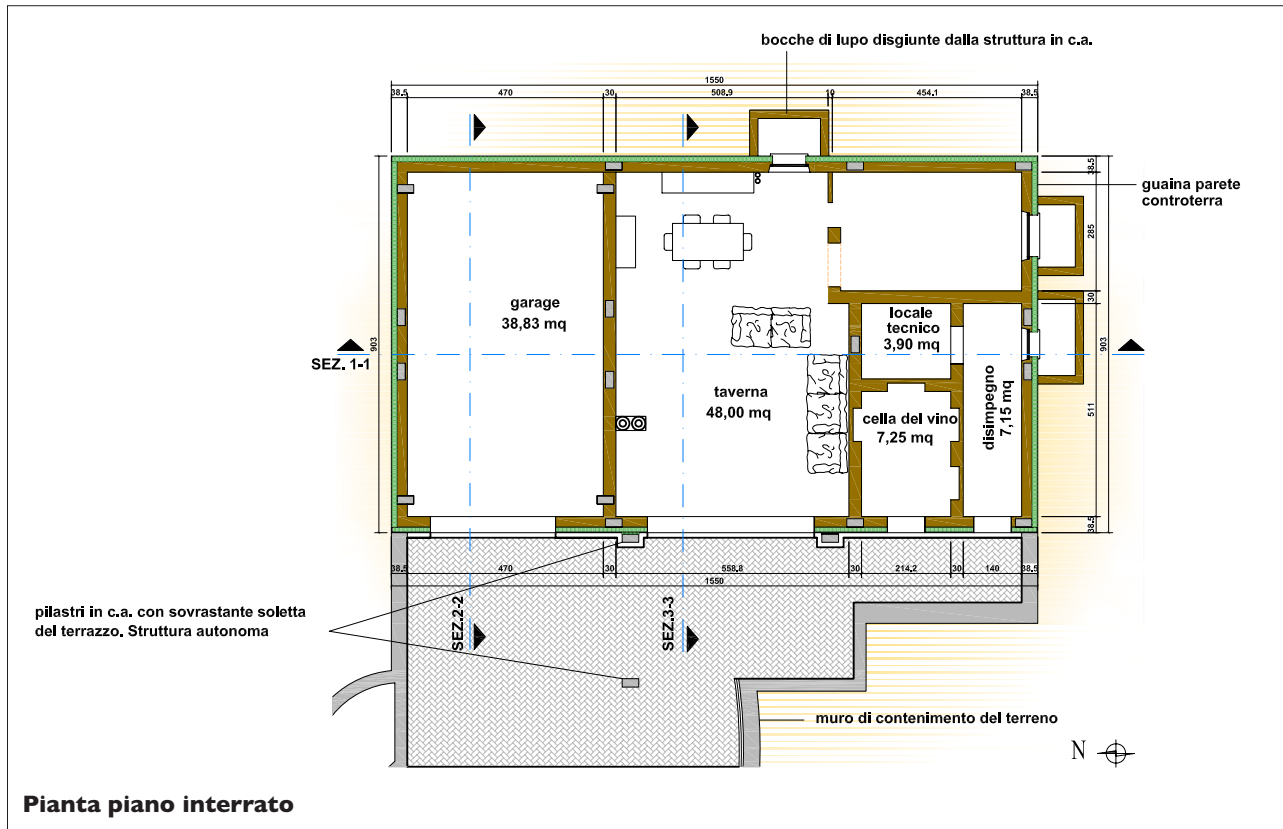 bocche di lupo disgiunte dalla struttura in c.a.
1550
38.5 470 30 508.9 10 454.1 38.5
guaina parete
controterra
38.5
285
30
903
511
38.5
903
garage
38,83 mq
SEZ. 1-1
locale
tecnico
3,90 mq
taverna
48,00 mq
cella del vino
7,25 mq
disimpegno
7,15 mq
38.5 470 30 558.8 30 214.2 30 140 38.5
1550
pilastri in c.a. con sovrastante soletta
del terrazzo. Struttura autonoma
SEZ.2-2
SEZ.3-3
muro di contenimento del terreno
N
Pianta piano interrato